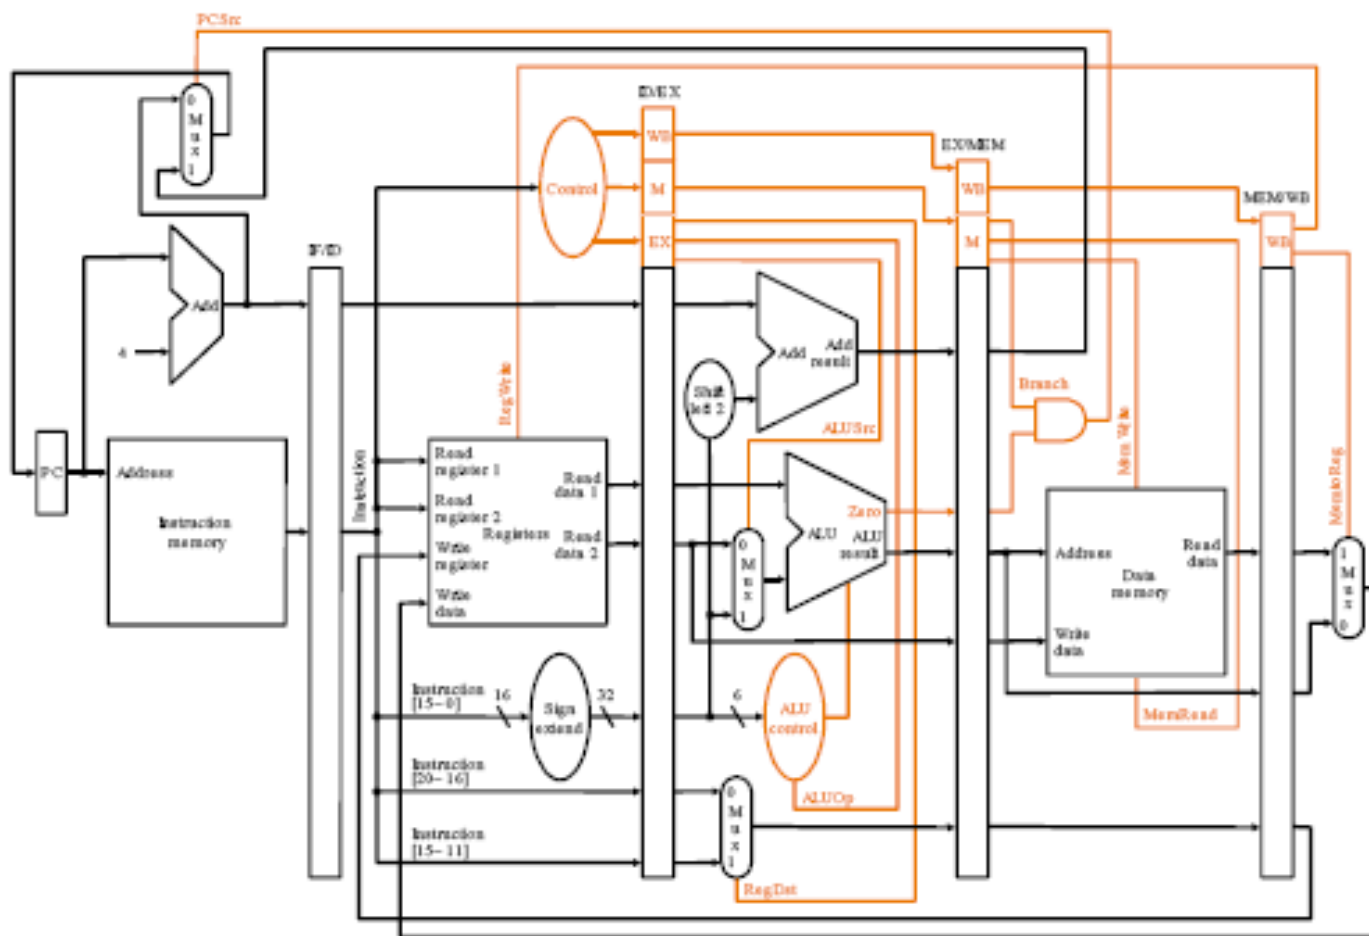 PCSrc
0
M
u
x
1
ID/EX
WB
M
EX
Control
EX/MEM
WB
M
MEM/WB
WB
IF/ID
Add
4
Add
Add
result
Shift
left 2
RegWrite
ALUSrc
Branch
MemWrite
MemtoReg
PC
Address
Instruction
memory
Instruction
Read
register 1
Read
register 2
Registers
Write
register
Write
data
Read
data 1
Read
data 2
0
M
u
x
1
ALU
Zero
ALU
result
Address
Data
memory
Read
data
Write
data
1
M
u
x
0
Instruction
[15–0]
16
Sign
extend
32
6
ALU
control
MemRead
Instruction
[20–16]
ALUOp
0
M
u
x
1
Instruction
[15–11]
RegDst